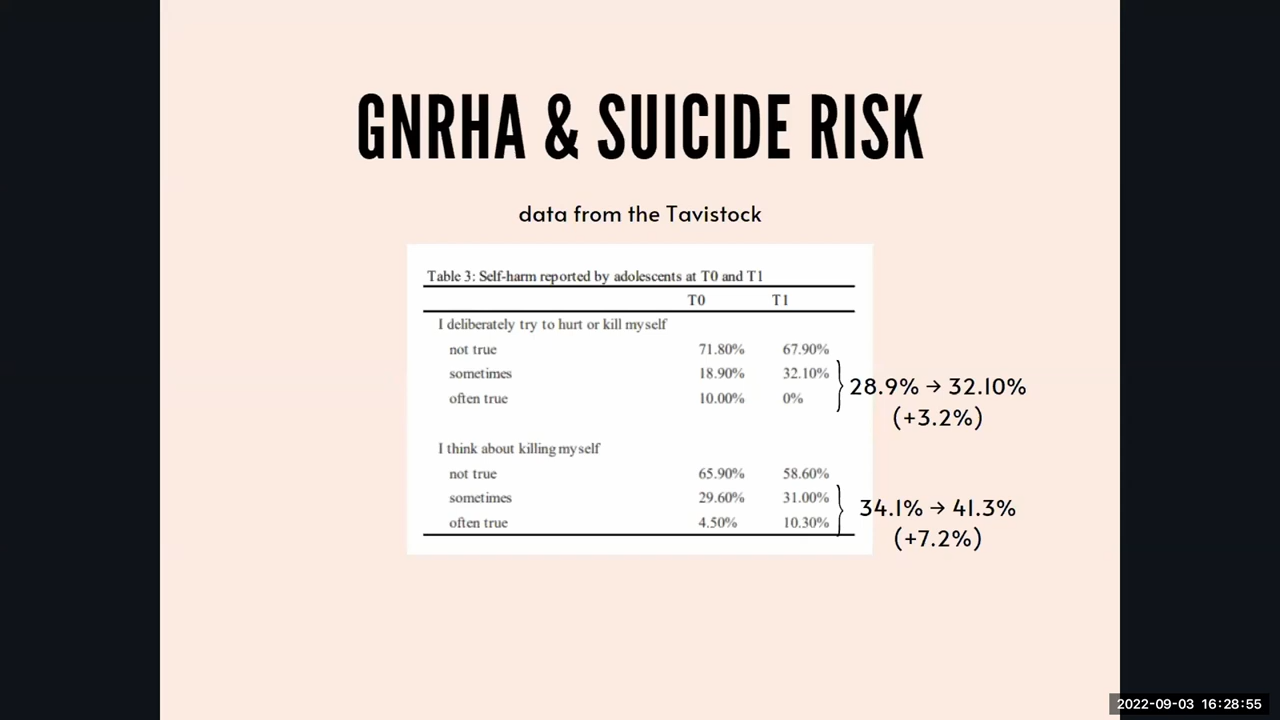 GNRHA & SUICIDE RISK
data from the Tavistock
Table 3: Self-harm reported by adolescents at T0 and T1
T0 T1
I deliberately try to hurt or kill myself
not true 71.80% 67.90%
sometimes 18.90% 32.10%
often true 10.00% 0%
28.9% → 32.10%
(+3.2%)
I think about killing myself
not true 65.90% 58.60%
sometimes 29.60% 31.00%
often true 4.50% 10.30%
34.1% → 41.3%
(+7.2%)
2022-09-03 16:28:55